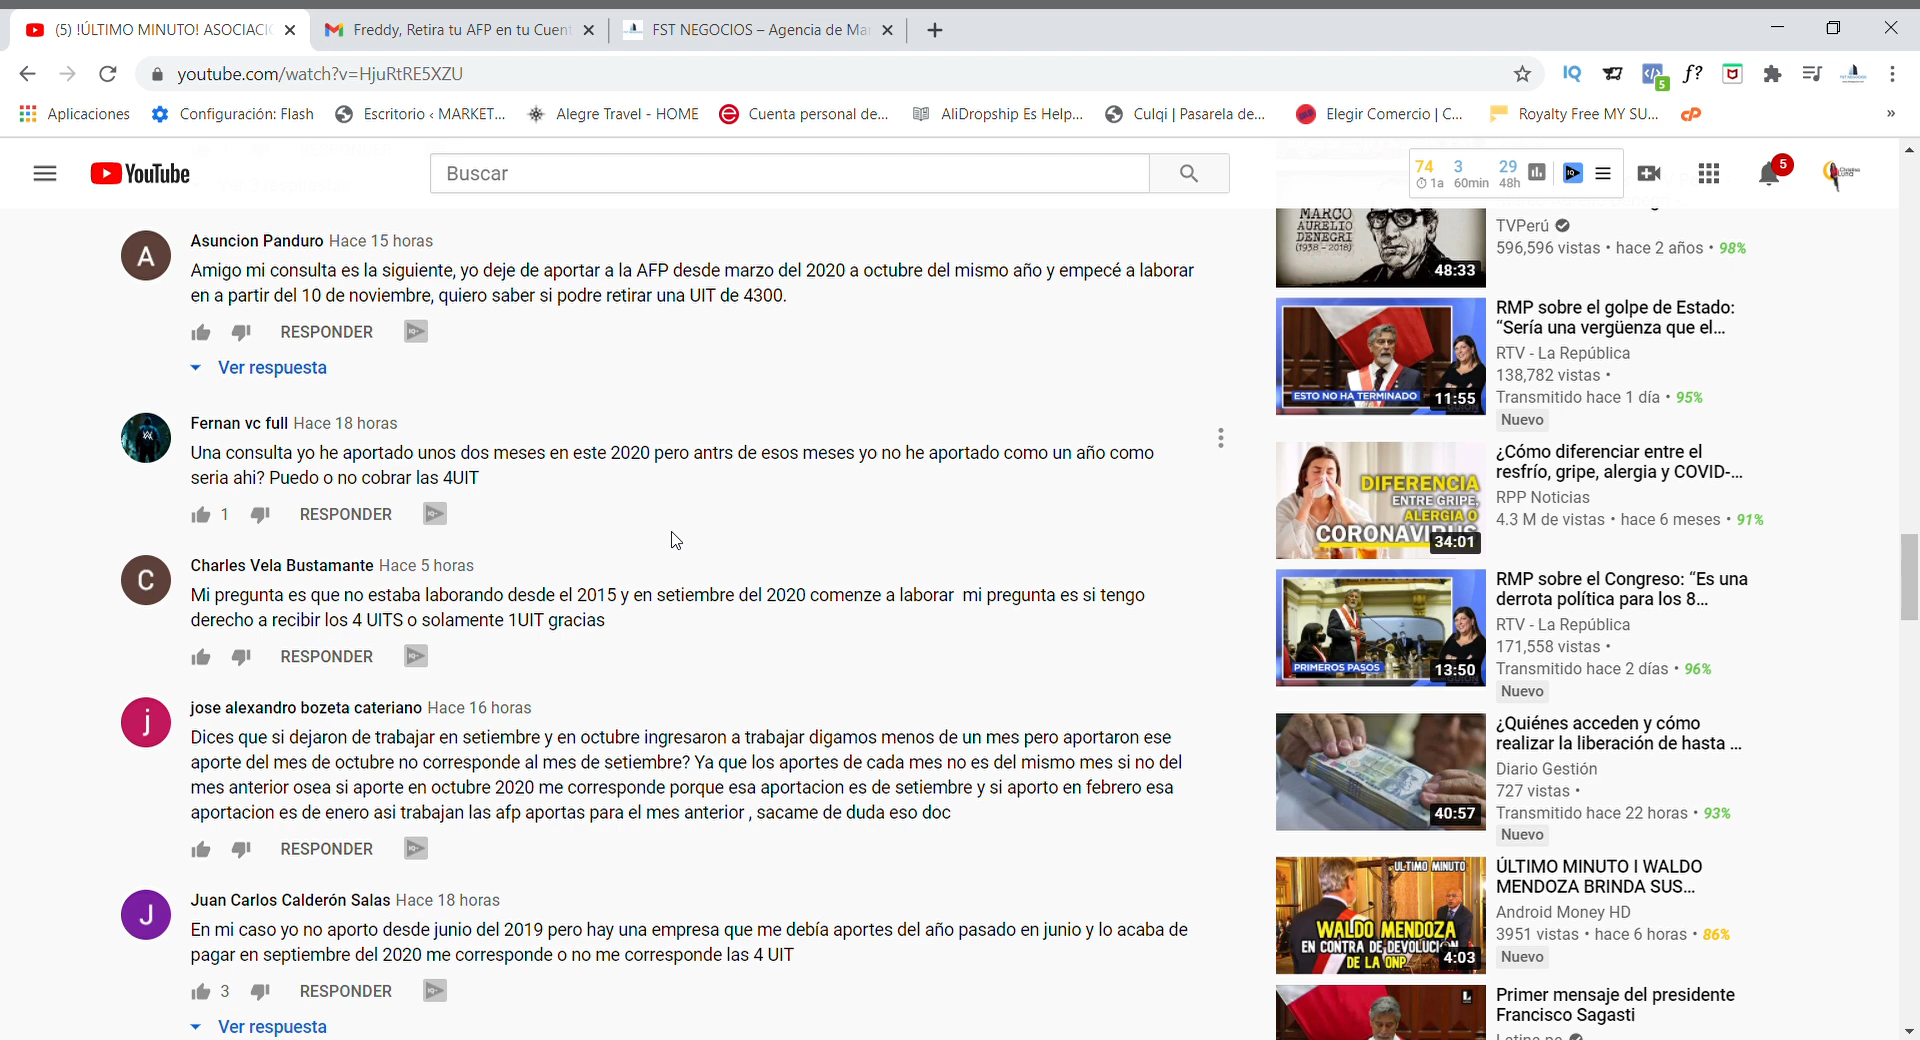 (5) !ÚLTIMO MINUTO! ASOCIACI
Freddy, Retira tu AFP en tu Cuent
FST NEGOCIOS – Agencia de Mar
youtube.com/watch?v=HjuRtRE5XZU
5
f?
Aplicaciones
Configuración: Flash
Escritorio ‹ MARKET...
Alegre Travel - HOME
Cuenta personal de...
AliDropship Es Help...
Culqi | Pasarela de...
Elegir Comercio | C...
Royalty Free MY SU...
»
YouTube
Buscar
74 3 29
1a 60min 48h
5
Asuncion Panduro Hace 15 horas
Amigo mi consulta es la siguiente, yo deje de aportar a la AFP desde marzo del 2020 a octubre del mismo año y empecé a laborar
en a partir del 10 de noviembre, quiero saber si podre retirar una UIT de 4300.
RESPONDER
Ver respuesta
Fernan vc full Hace 18 horas
Una consulta yo he aportado unos dos meses en este 2020 pero antrs de esos meses yo no he aportado como un año como
seria ahi? Puedo o no cobrar las 4UIT
1 RESPONDER
C
Charles Vela Bustamante Hace 5 horas
Mi pregunta es que no estaba laborando desde el 2015 y en setiembre del 2020 comenze a laborar mi pregunta es si tengo
derecho a recibir los 4 UITS o solamente 1UIT gracias
RESPONDER
j
jose alexandro bozeta cateriano Hace 16 horas
Dices que si dejaron de trabajar en setiembre y en octubre ingresaron a trabajar digamos menos de un mes pero aportaron ese
aporte del mes de octubre no corresponde al mes de setiembre? Ya que los aportes de cada mes no es del mismo mes si no del
mes anterior osea si aporte en octubre 2020 me corresponde porque esa aportacion es de setiembre y si aporto en febrero esa
aportacion es de enero asi trabajan las afp aportas para el mes anterior , sacame de duda eso doc
RESPONDER
J
Juan Carlos Calderón Salas Hace 18 horas
En mi caso yo no aporto desde junio del 2019 pero hay una empresa que me debía aportes del año pasado en junio y lo acaba de
pagar en septiembre del 2020 me corresponde o no me corresponde las 4 UIT
3 RESPONDER
Ver respuesta
MARCO
AURELIO
DENEGRI
(1938 - 2018)
48:33
TVPerú
596,596 vistas • hace 2 años • 98%
ESTO NO HA TERMINADO
11:55
RMP sobre el golpe de Estado:
“Sería una vergüenza que el...
RTV - La República
138,782 vistas •
Transmitido hace 1 día • 95%
Nuevo
DIFERENCIA
ENTRE GRIPE,
ALERGIA O
CORONAVIRUS
34:01
¿Cómo diferenciar entre el
resfrío, gripe, alergia y COVID-...
RPP Noticias
4.3 M de vistas • hace 6 meses • 91%
PRIMEROS PASOS
13:50
RMP sobre el Congreso: “Es una
derrota política para los 8...
RTV - La República
171,558 vistas •
Transmitido hace 2 días • 96%
Nuevo
40:57
¿Quiénes acceden y cómo
realizar la liberación de hasta ...
Diario Gestión
727 vistas •
Transmitido hace 22 horas • 93%
Nuevo
ULTIMO MINUTO
WALDO
MENDOZA
EN CONTRA DE DEVOLUCIÓN
DE LA ONP
4:03
ÚLTIMO MINUTO I WALDO
MENDOZA BRINDA SUS...
Android Money HD
3951 vistas • hace 6 horas • 86%
Nuevo
L
Primer mensaje del presidente
Francisco Sagasti